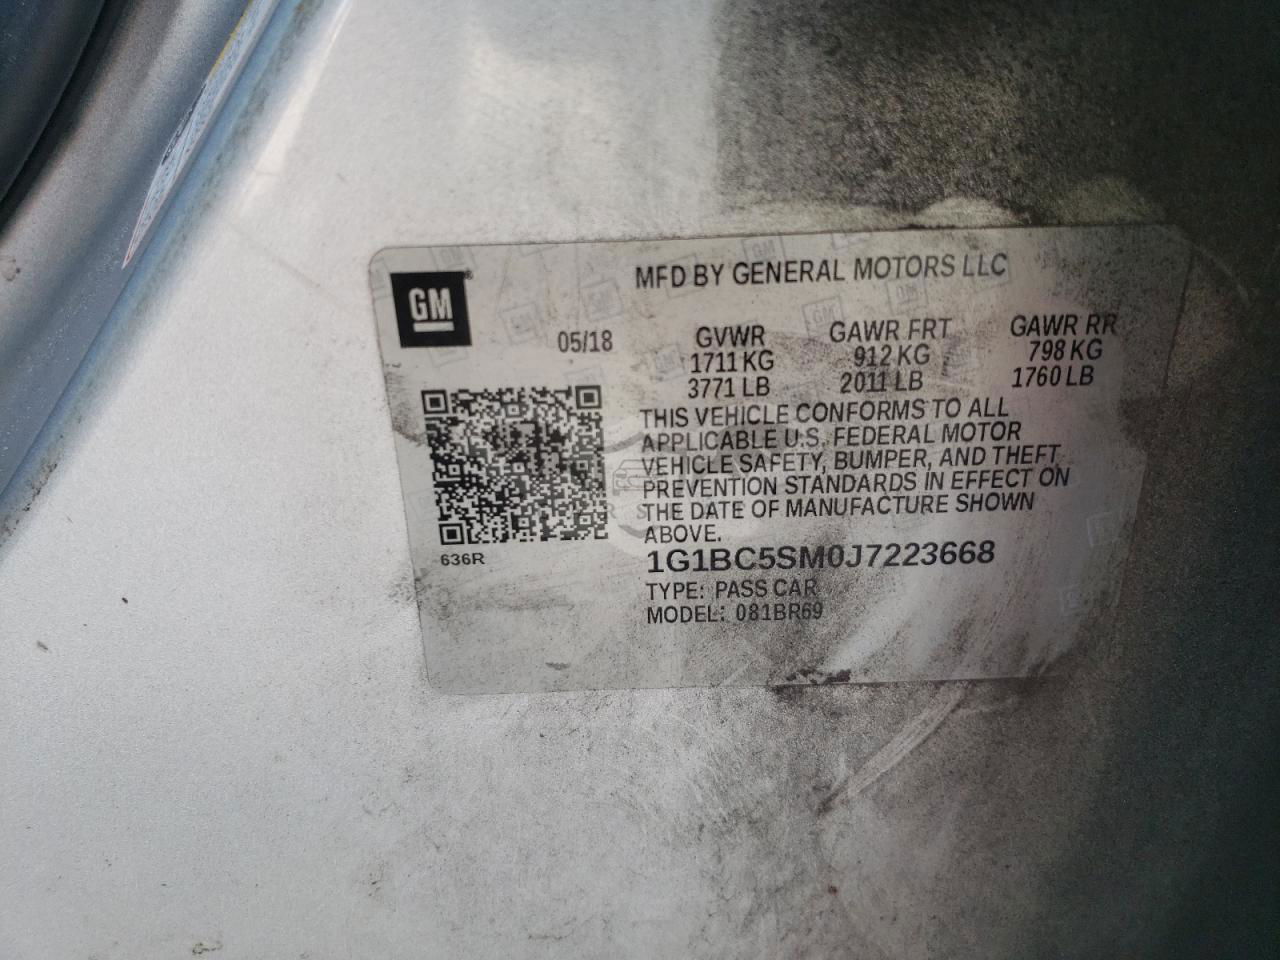 MFD BY GENERAL MOTORS LLC
GM
05/18
GVWR GAWR FRT GAWR RR
1711 KG 912 KG 798 KG
3771 LB 2011 LB 1760 LB
THIS VEHICLE CONFORMS TO ALL
APPLICABLE U.S. FEDERAL MOTOR
VEHICLE SAFETY, BUMPER, AND THEFT
PREVENTION STANDARDS IN EFFECT ON
THE DATE OF MANUFACTURE SHOWN
ABOVE.
636R
1G1BC5SM0J7223668
TYPE: PASS CAR
MODEL: 081BR69